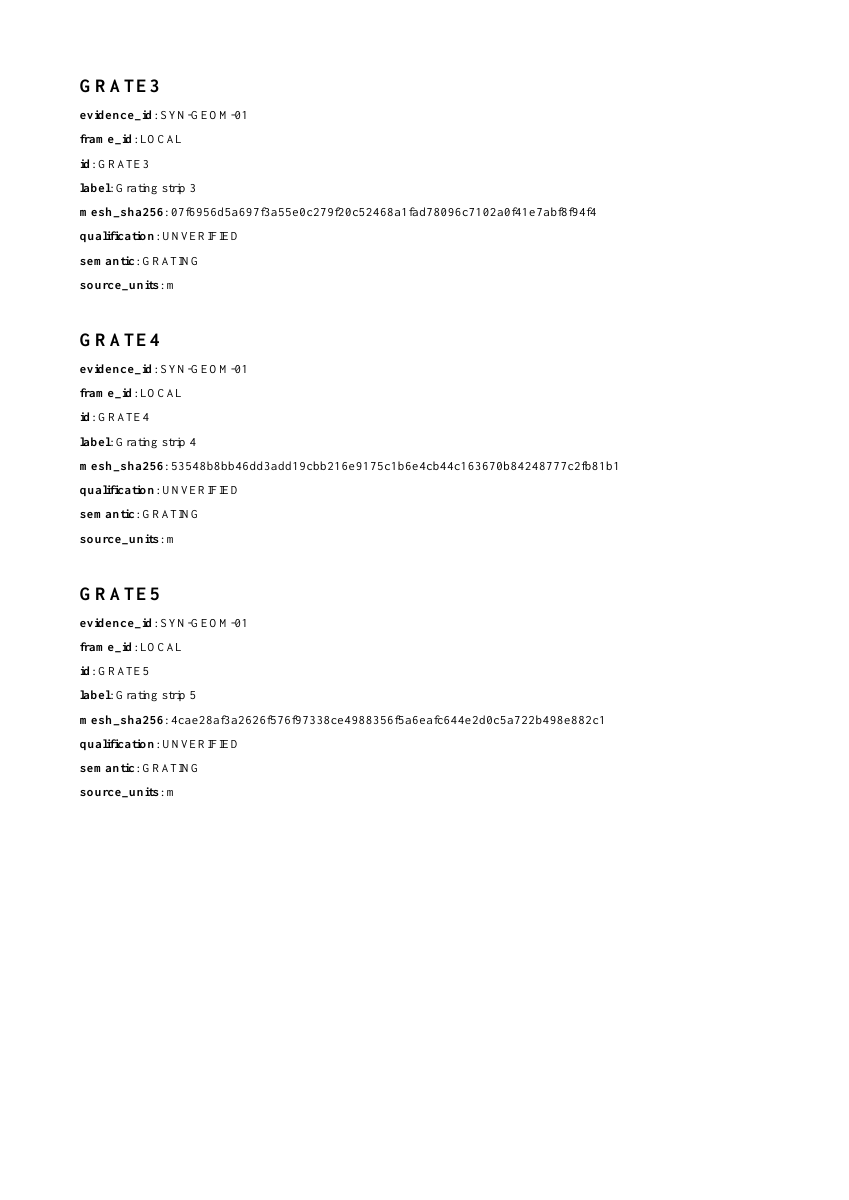 GRATE3
evidence_id: SYN-GEOM-01
frame_id: LOCAL
id: GRATE3
label: Grating strip 3
mesh_sha256: 07f6956d5a697f3a55e0c279f20c52468a1fad78096c7102a0f41e7abf8f94f4
qualification: UNVERIFIED
semantic: GRATING
source_units: m
GRATE4
evidence_id: SYN-GEOM-01
frame_id: LOCAL
id: GRATE4
label: Grating strip 4
mesh_sha256: 53548b8bb46dd3add19cbb216e9175c1b6e4cb44c163670b84248777c2fb81b1
qualification: UNVERIFIED
semantic: GRATING
source_units: m
GRATE5
evidence_id: SYN-GEOM-01
frame_id: LOCAL
id: GRATE5
label: Grating strip 5
mesh_sha256: 4cae28af3a2626f576f97338ce4988356f5a6eafc644e2d0c5a722b498e882c1
qualification: UNVERIFIED
semantic: GRATING
source_units: m